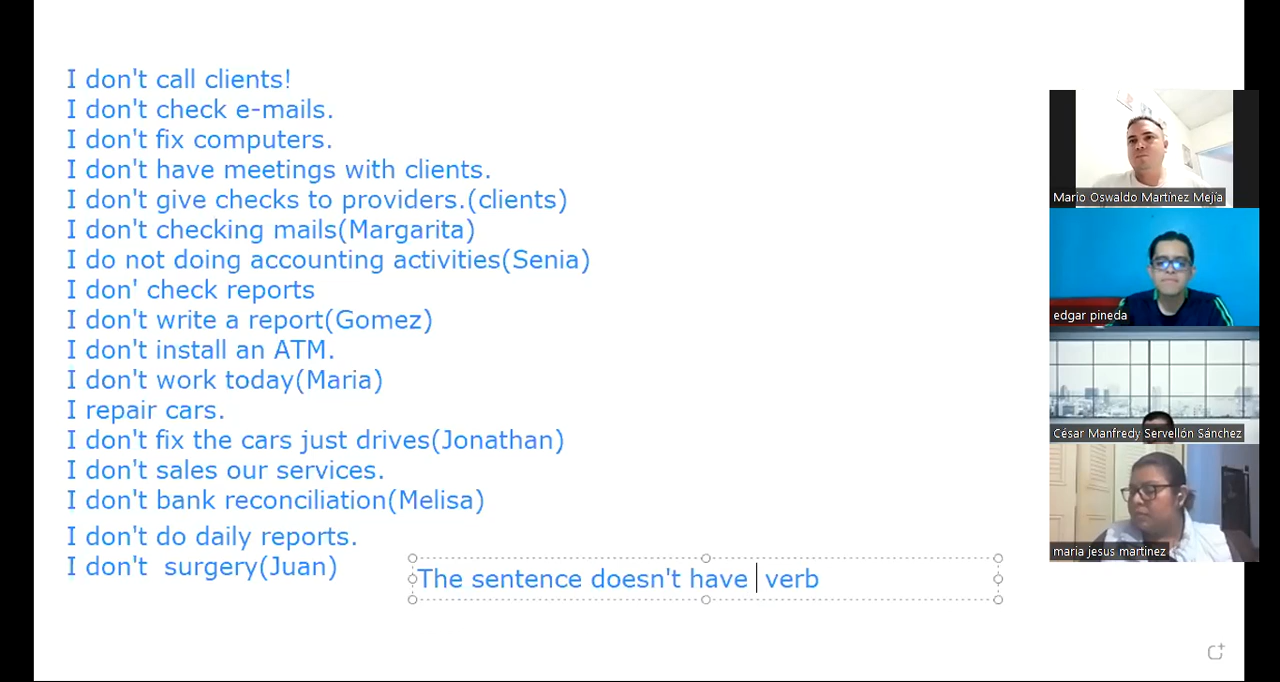 I don't call clients!
I don't check e-mails.
I don't fix computers.
I don't have meetings with clients.
I don't give checks to providers.(clients)
I don't checking mails(Margarita)
I do not doing accounting activities(Senia)
I don' check reports
I don't write a report(Gomez)
I don't install an ATM.
I don't work today(Maria)
I repair cars.
I don't fix the cars just drives(Jonathan)
I don't sales our services.
I don't bank reconciliation(Melisa)
I don't do daily reports.
I don't  surgery(Juan)
The sentence doesn't have  verb
Mario Oswaldo Martínez Mejía
edgar pineda
César Manfredy Servellón Sánchez
maria jesus martinez